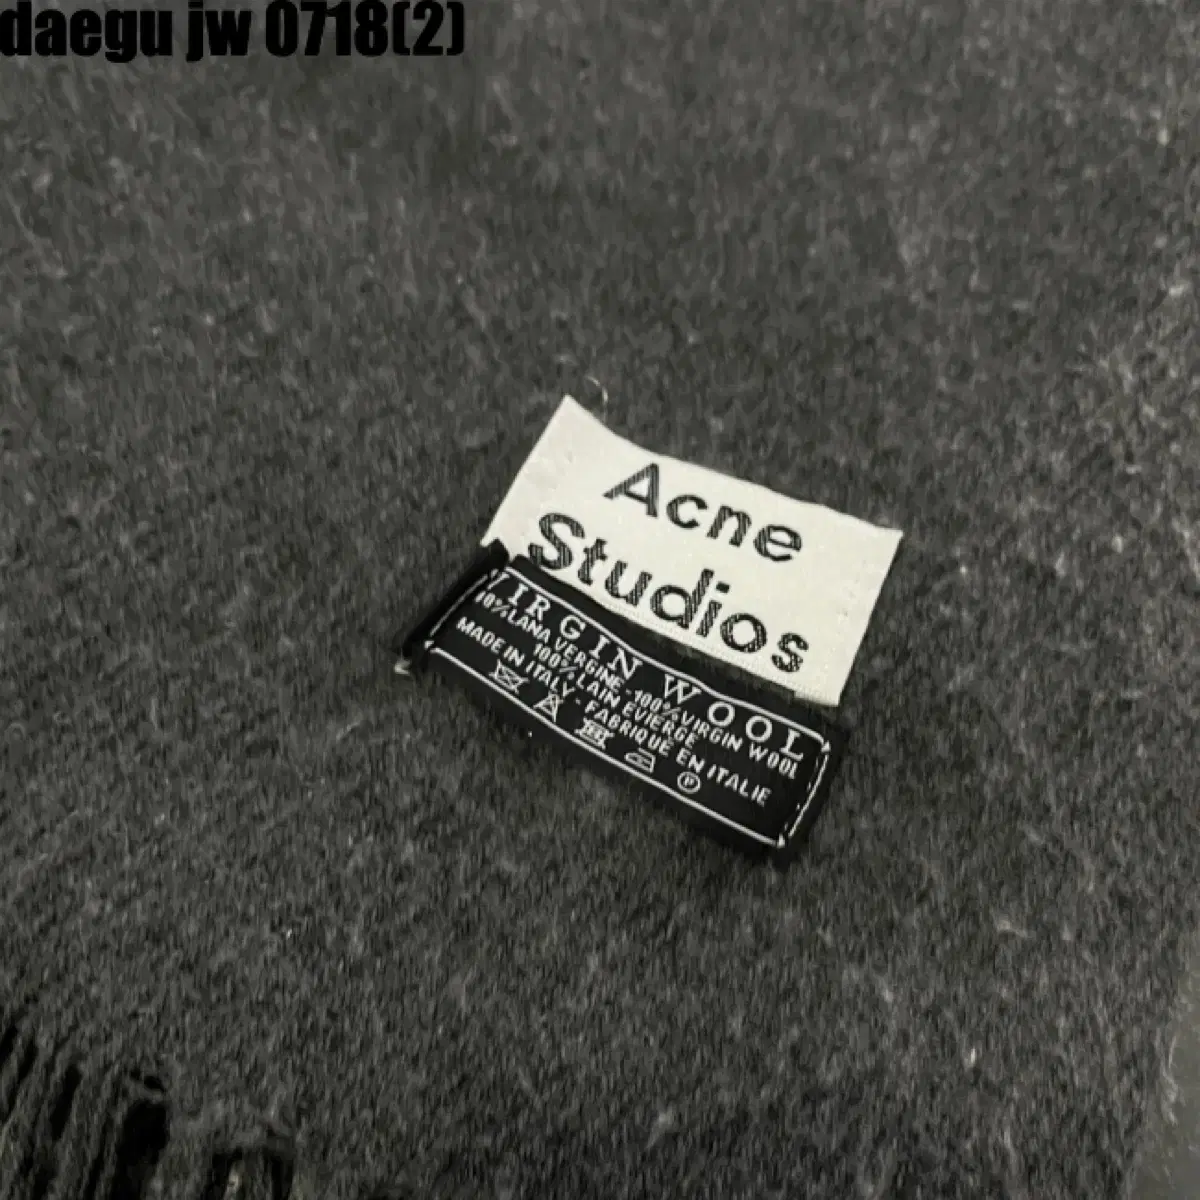 daegu jw 0718(2)
Acne
Studios
VIRGIN WOOL
100%LANA VERGINE-100%VIRGIN WOOL
100%LAIN EVIERGE
MADE IN ITALY - FABRIQUE EN ITALIE
P